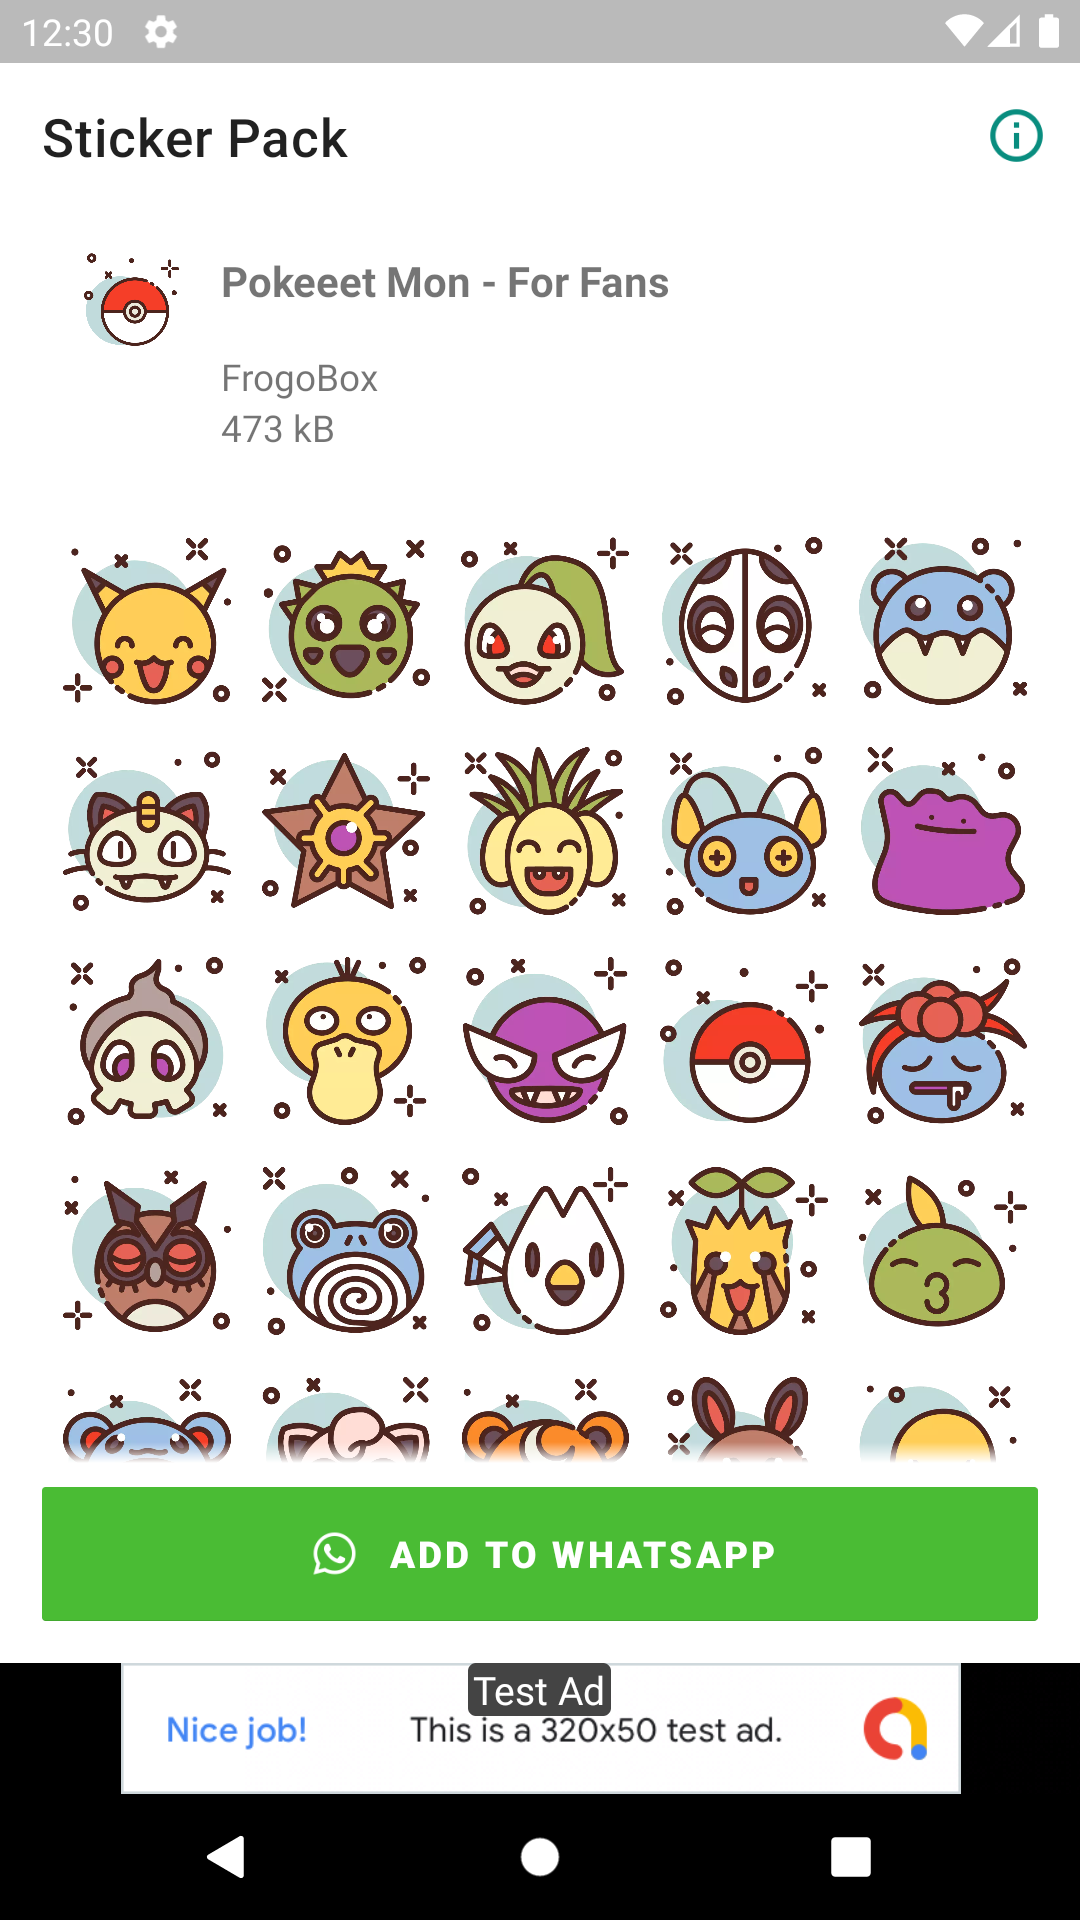 12:30
Sticker Pack
Pokeeet Mon - For Fans
FrogoBox
473 kB
ADD TO WHATSAPP
Test Ad
Nice job!
This is a 320x50 test ad.